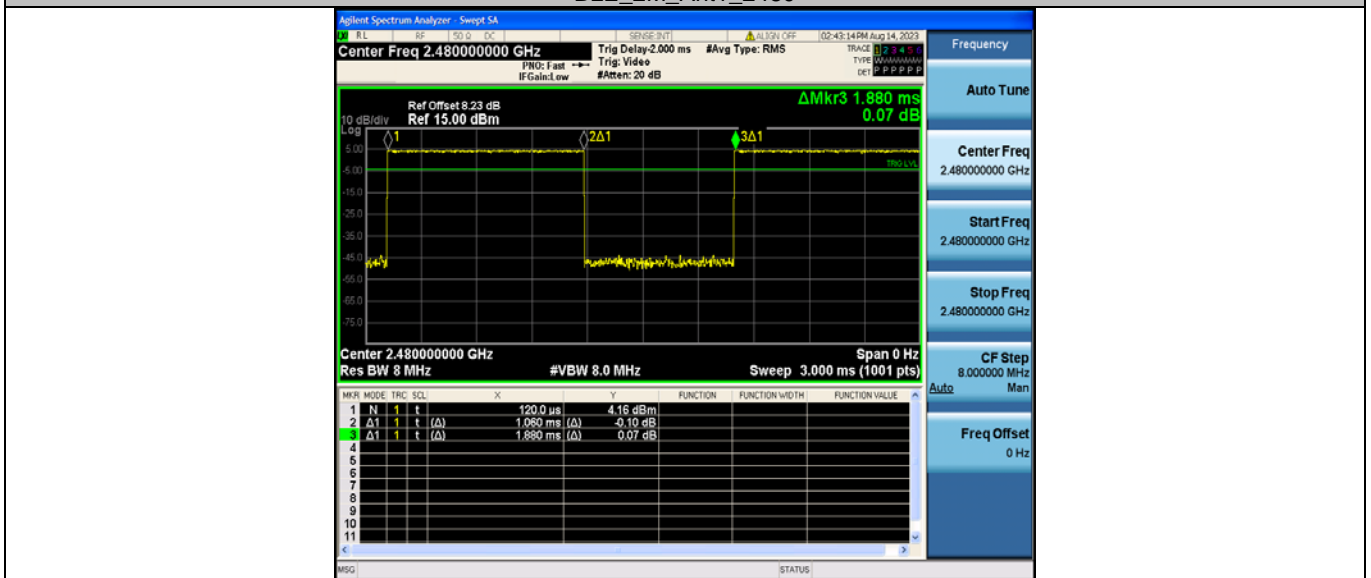 BLE_2M_Ant1_2480
Agilent Spectrum Analyzer - Swept SA
RL RF 50 Ω DC SENSE:INT ALIGN OFF 02:43:14 PM Aug 14, 2023
Center Freq 2.480000000 GHz Trig Delay-2.000 ms #Avg Type: RMS TRACE 1 2 3 4 5 6
PNO: Fast Trig: Video TYPE WWWWWW
IFGain:Low #Atten: 20 dB DET P P P P P P
Frequency
Auto Tune
Center Freq
2.480000000 GHz
Start Freq
2.480000000 GHz
Stop Freq
2.480000000 GHz
CF Step
8.000000 MHz
Auto Man
Freq Offset
0 Hz
ΔMkr3 1.880 ms
0.07 dB
Ref Offset 8.23 dB
10 dB/div Ref 15.00 dBm
Log
1 2Δ1 3Δ1
5.00
TRIG LVL
-5.00
-15.0
-25.0
-35.0
-45.0
-55.0
-65.0
-75.0
Center 2.480000000 GHz Span 0 Hz
Res BW 8 MHz #VBW 8.0 MHz Sweep 3.000 ms (1001 pts)
MKR MODE TRC SCL X Y FUNCTION FUNCTION WIDTH FUNCTION VALUE
1 N 1 t 120.0 µs 4.16 dBm
2 Δ1 1 t (Δ) 1.060 ms (Δ) -0.10 dB
3 Δ1 1 t (Δ) 1.880 ms (Δ) 0.07 dB
4
5
6
7
8
9
10
11
MSG STATUS